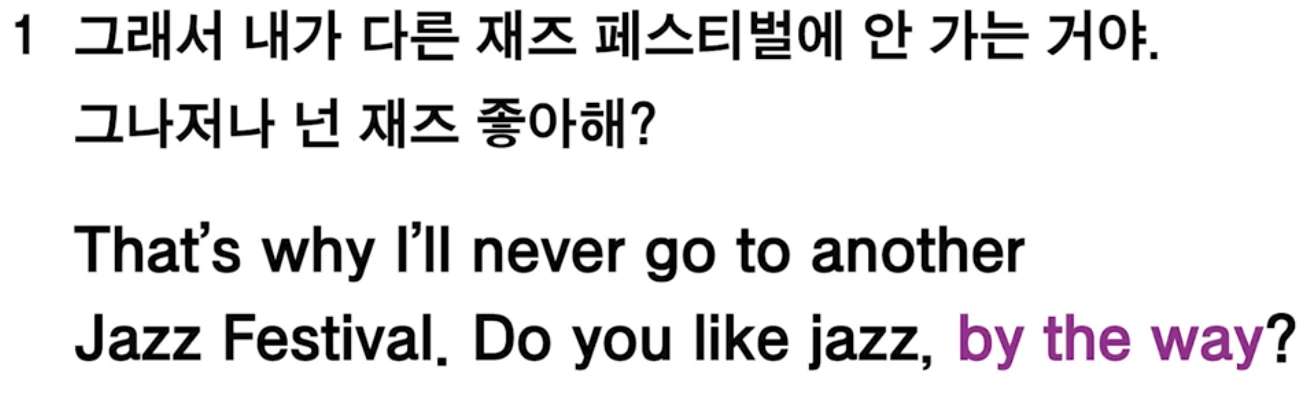 1 그래서 내가 다른 재즈 페스티벌에 안 가는 거야.
그나저나 넌 재즈 좋아해?
That’s why I’ll never go to another
Jazz Festival. Do you like jazz, by the way?